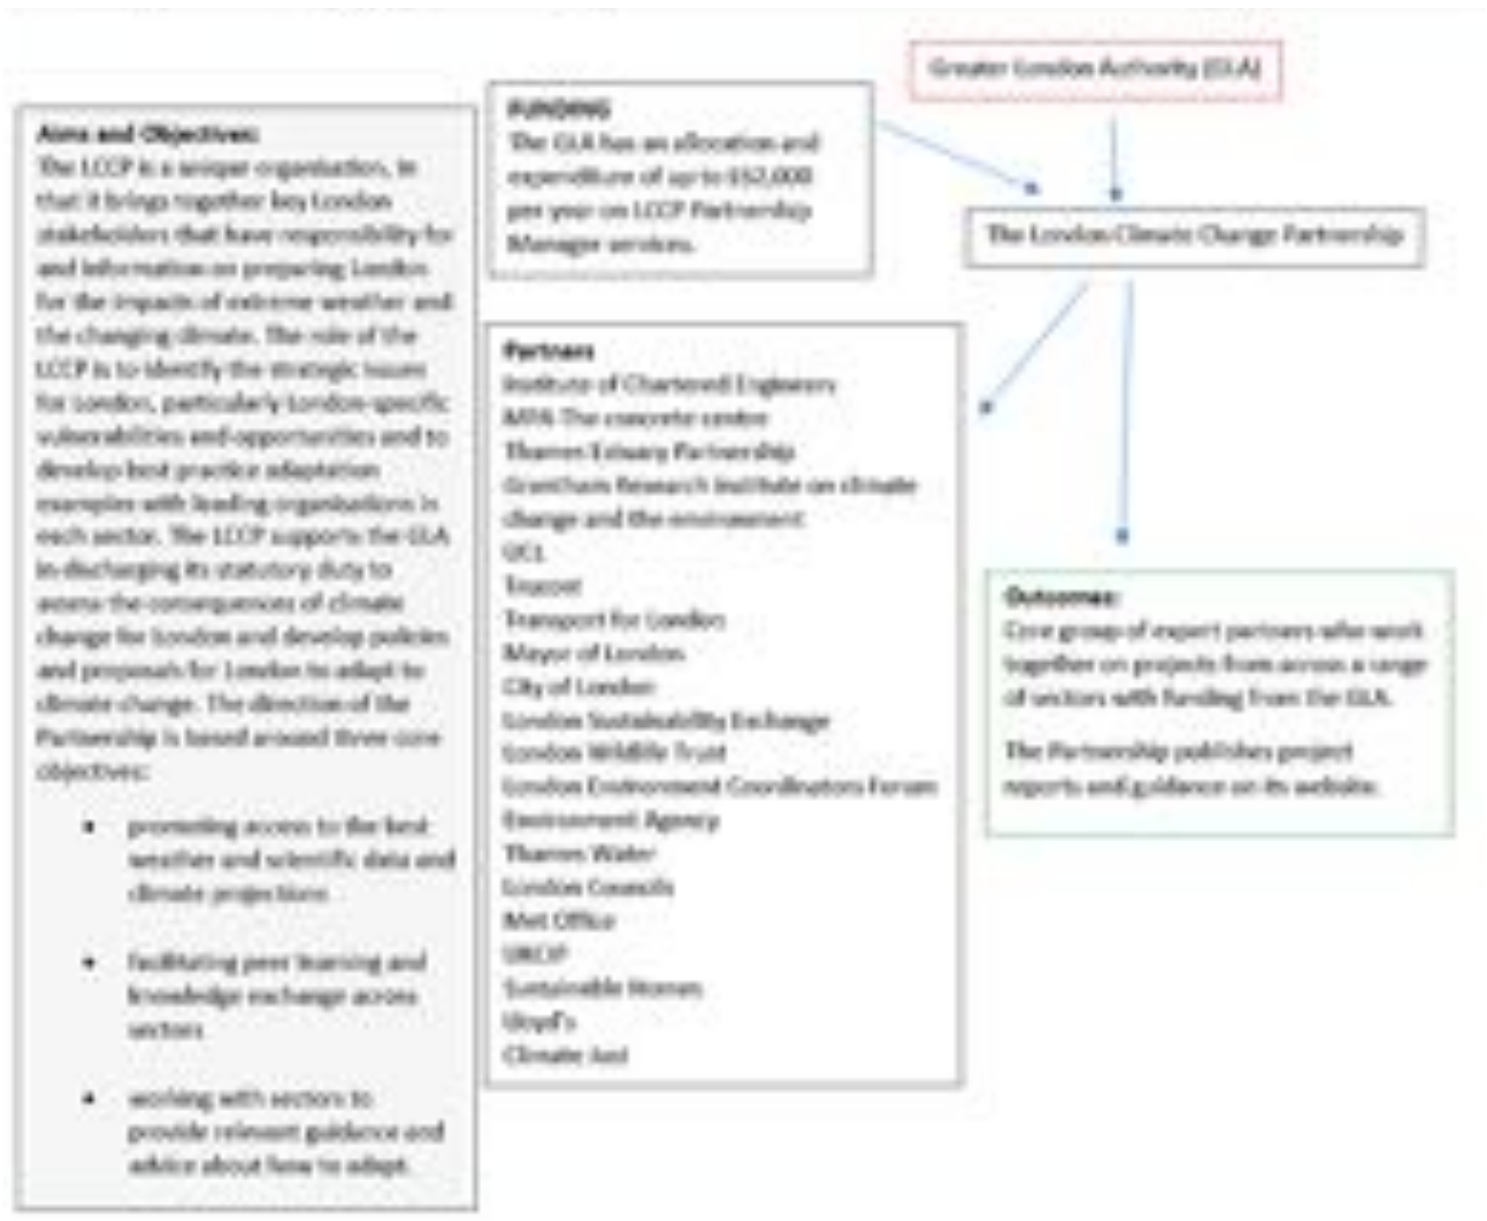 Greater London Authority (GLA)
FUNDING
The GLA has an allocation and
expenditure of up to
per year on LCCP Partnership
Manager services.
The London Climate Change Partnership
Aims and Objectives:
The LCCP is a unique organisation, in
that it brings together key London
stakeholders that have responsibility for
and information on preparing London
for the impacts of extreme weather and
the changing climate. The role of the
LCCP is to identify the strategic issues
for London, particularly London-specific
vulnerabilities and opportunities and to
develop best practice adaptation
examples with leading organisations in
each sector. The LCCP supports the GLA
in discharging its statutory duty to
assess the consequences of climate
change for London and develop policies
and proposals for London to adapt to
climate change. The direction of the
Partnership is based around three core
objectives:
• promoting access to the best
weather and scientific data and
climate projections
• facilitating peer learning and
knowledge exchange across
sectors
• working with sectors to
provide relevant guidance and
advice about how to adapt.
Partners
Institute of Chartered Engineers
MPA The concrete centre
Thames Estuary Partnership
Grantham Research Institute on climate
change and the environment
UCL
Trucost
Transport for London
Mayor of London
City of London
London Sustainability Exchange
London Wildlife Trust
London Environment Coordinators Forum
Environment Agency
Thames Water
London Councils
Met Office
UKCIP
Sustainable Homes
Lloyd's
Climate Just
Outcomes:
Core group of expert partners who work
together on projects from across a range
of sectors with funding from the GLA.
The Partnership publishes project
reports and guidance on its website.